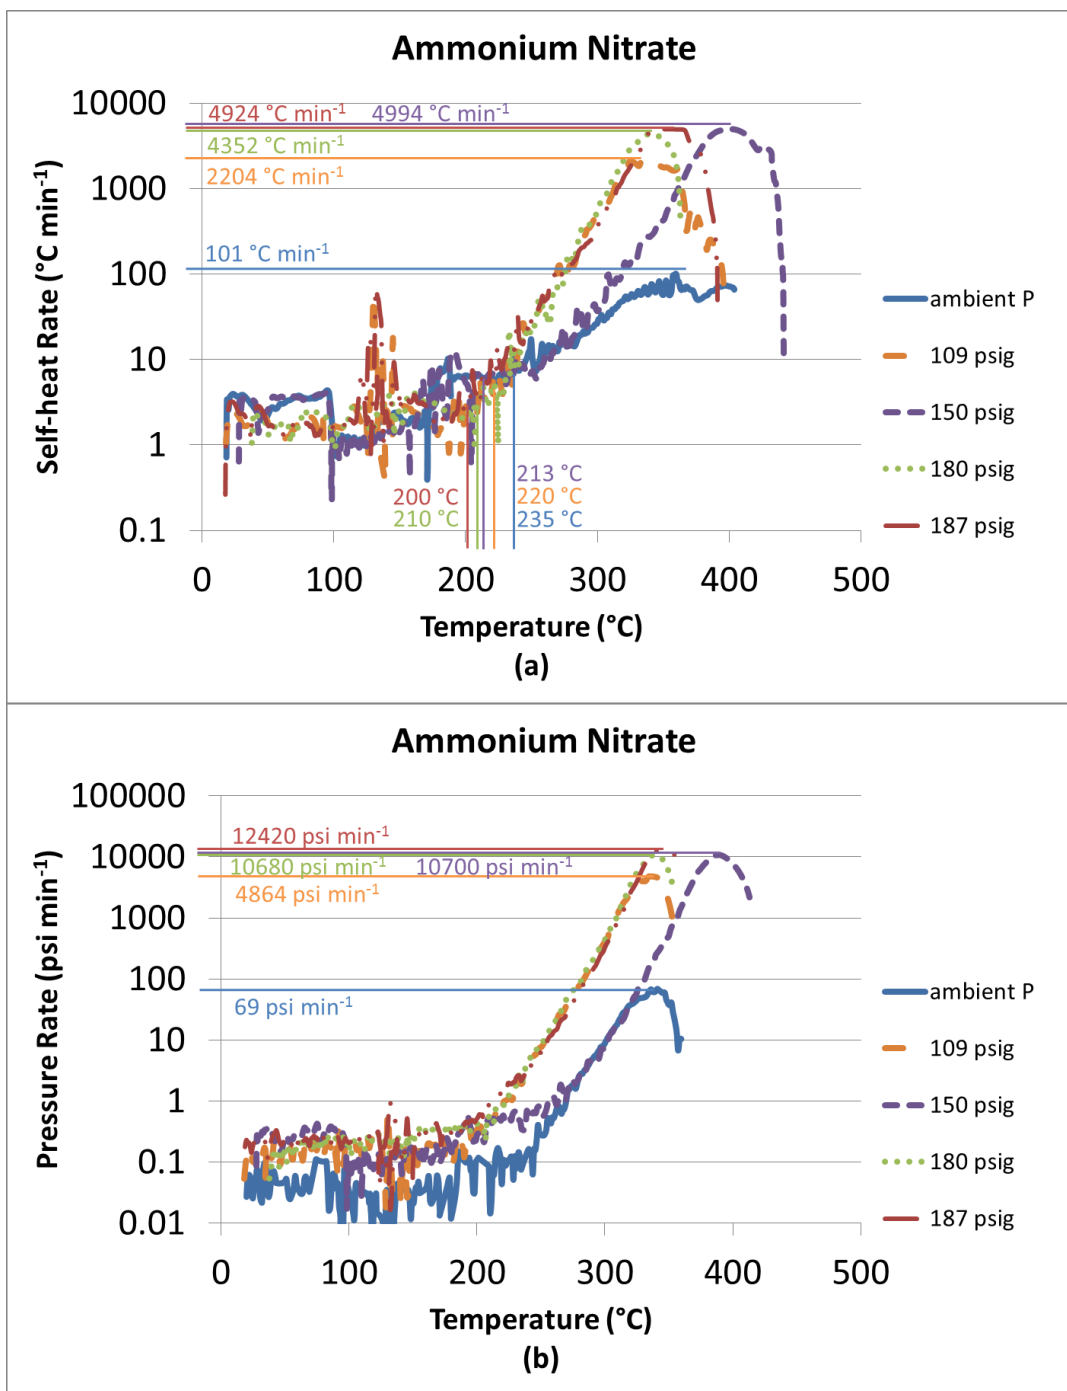 Ammonium Nitrate
Self-heat Rate (°C min⁻¹)
10000
1000
100
10
1
0.1
4924 °C min⁻¹ 4994 °C min⁻¹
4352 °C min⁻¹
2204 °C min⁻¹
101 °C min⁻¹
213 °C
200 °C 220 °C
210 °C 235 °C
ambient P
109 psig
150 psig
180 psig
187 psig
0 100 200 300 400 500
Temperature (°C)
(a)
Ammonium Nitrate
Pressure Rate (psi min⁻¹)
100000
10000
1000
100
10
1
0.1
0.01
12420 psi min⁻¹
10680 psi min⁻¹ 10700 psi min⁻¹
4864 psi min⁻¹
69 psi min⁻¹
ambient P
109 psig
150 psig
180 psig
187 psig
0 100 200 300 400 500
Temperature (°C)
(b)